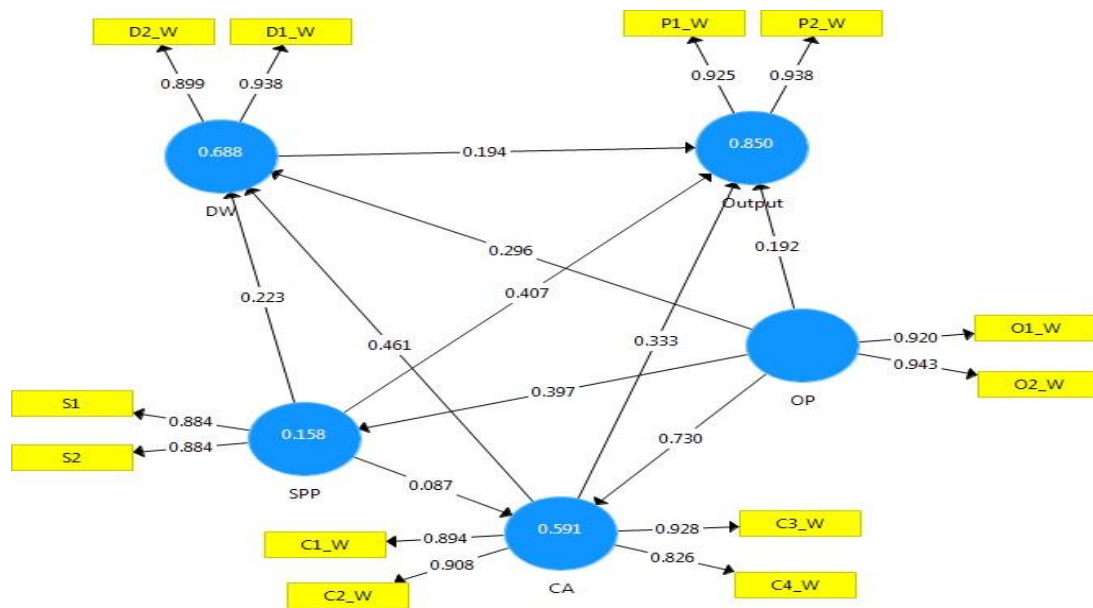 D2_W D1_W P1_W P2_W
0.899 0.938 0.925 0.938
0.688 0.194 0.850
DW Output
0.296 0.192
0.223 0.407
0.461 0.333 0.920 O1_W
0.943 O2_W
OP
S1 0.884 0.397
S2 0.884 0.158 0.730
SPP 0.087
C1_W 0.894 0.591 0.928 C3_W
C2_W 0.908 CA 0.826 C4_W